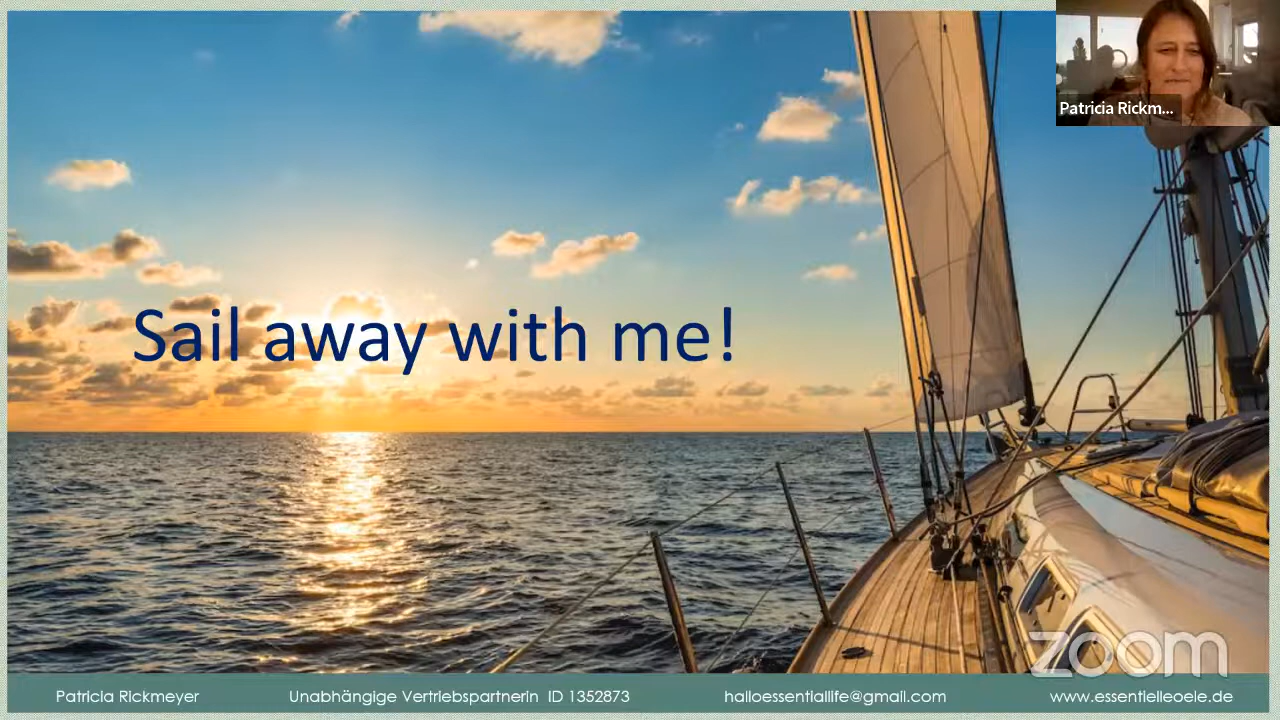 Patricia Rickm...
Sail away with me!
zoom
Patricia Rickmeyer
Unabhängige Vertriebspartnerin ID 1352873
halloessentiallife@gmail.com
www.essentielleoele.de